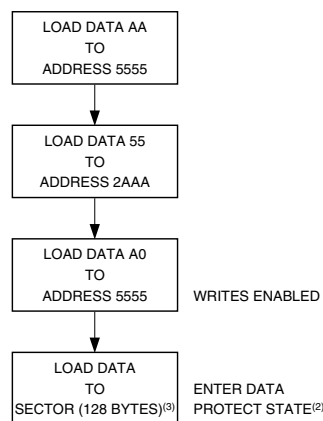 LOAD DATA AA
TO
ADDRESS 5555
LOAD DATA 55
TO
ADDRESS 2AAA
LOAD DATA A0
TO
ADDRESS 5555
WRITES ENABLED
LOAD DATA
TO
SECTOR (128 BYTES)(3)
ENTER DATA
PROTECT STATE(2)